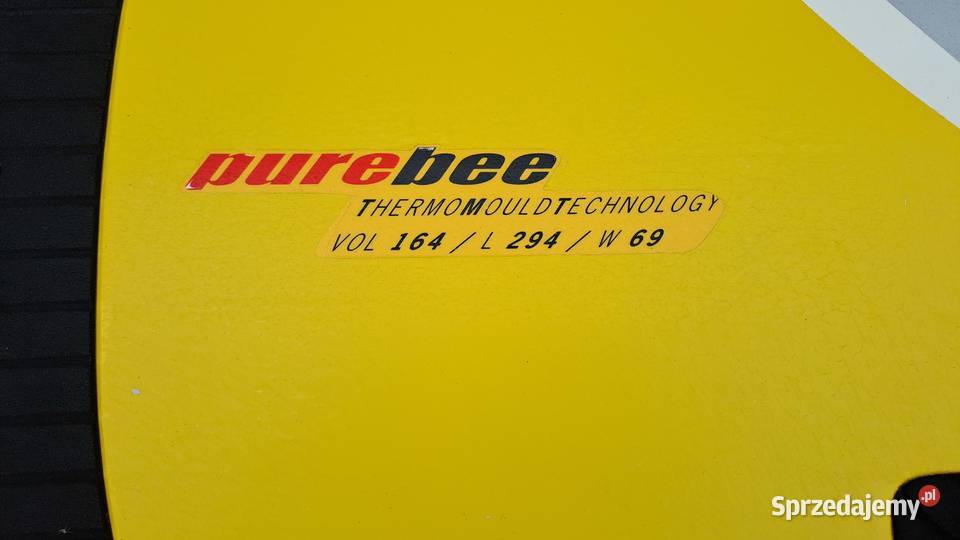 purebee
THERMOMOULDTECHNOLOGY
VOL 164 / L 294 / W 69
Sprzedajemy.pl